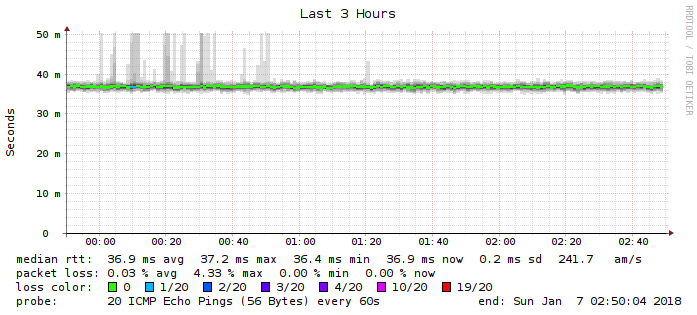 Last 3 Hours
RRDTOOL / TOBI OETIKER
Seconds
50 m
40 m
30 m
20 m
10 m
0
00:00 00:20 00:40 01:00 01:20 01:40 02:00 02:20 02:40
median rtt: 36.9 ms avg 37.2 ms max 36.4 ms min 36.9 ms now 0.2 ms sd 241.7 am/s
packet loss: 0.03 % avg 4.33 % max 0.00 % min 0.00 % now
loss color: 0 1/20 2/20 3/20 4/20 10/20 19/20
probe: 20 ICMP Echo Pings (56 Bytes) every 60s end: Sun Jan 7 02:50:04 2018